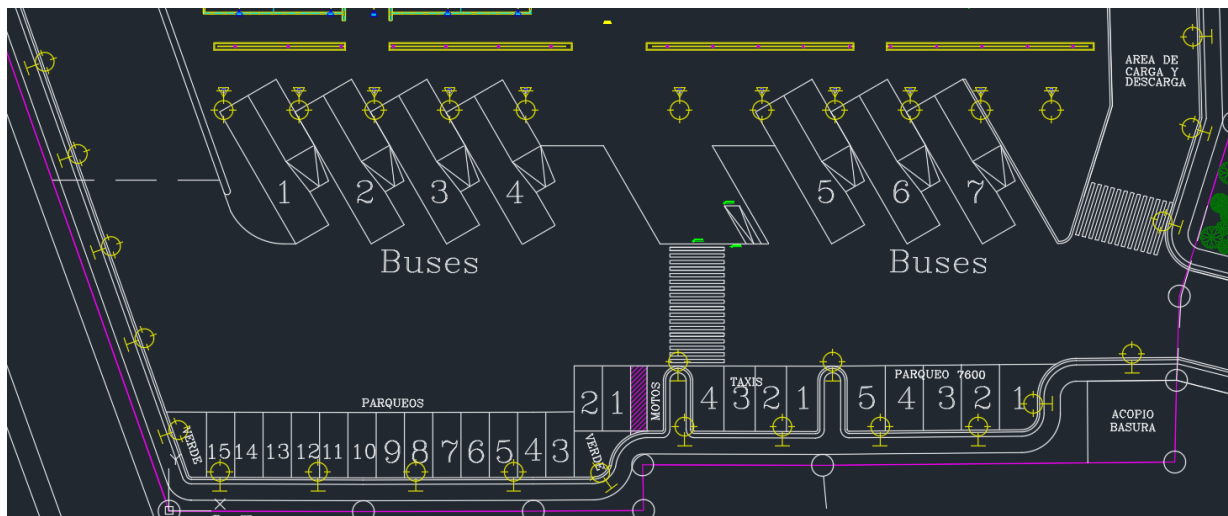 AREA DE
CARGA Y
DESCARGA
1 2 3 4
5 6 7
Buses
Buses
PARQUEOS
2 1
MOTOS
TAXIS
4 3 2 1
PARQUEO 7600
5 4 3 2 1
VERDE
15 14 13 12 11 10 9 8 7 6 5 4 3
VERDE
ACOPIO
BASURA
Y
X